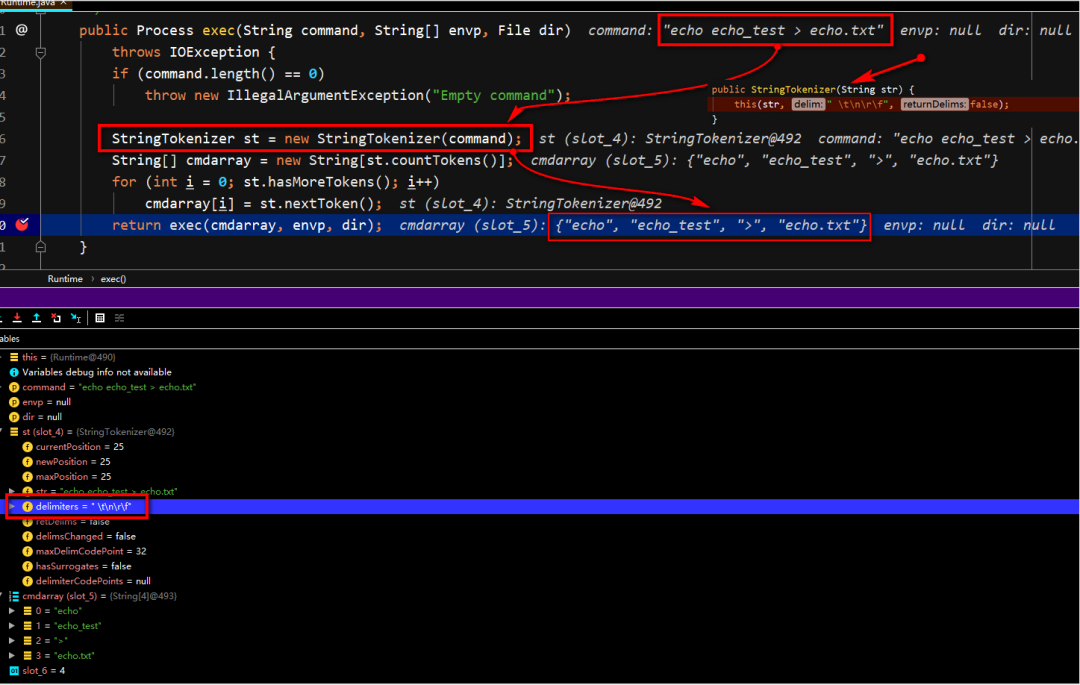 Runtime.java ×
1 @ public Process exec(String command, String[] envp, File dir) command: "echo echo_test > echo.txt" envp: null dir: null
2 throws IOException {
3 if (command.length() == 0)
4 throw new IllegalArgumentException("Empty command");
5
public StringTokenizer(String str) {
this(str, delim: " \t\n\r\f", returnDelims: false);
}
6 StringTokenizer st = new StringTokenizer(command); st (slot_4): StringTokenizer@492 command: "echo echo_test > echo.
7 String[] cmdarray = new String[st.countTokens()]; cmdarray (slot_5): {"echo", "echo_test", ">", "echo.txt"}
8 for (int i = 0; st.hasMoreTokens(); i++)
9 cmdarray[i] = st.nextToken(); st (slot_4): StringTokenizer@492
0 return exec(cmdarray, envp, dir); cmdarray (slot_5): {"echo", "echo_test", ">", "echo.txt"} envp: null dir: null
1 }
2
Runtime › exec()
ables
this = {Runtime@490}
Variables debug info not available
command = "echo echo_test > echo.txt"
envp = null
dir = null
st (slot_4) = {StringTokenizer@492}
currentPosition = 25
newPosition = 25
maxPosition = 25
str = "echo echo_test > echo.txt"
delimiters = " \t\n\r\f"
retDelims = false
delimsChanged = false
maxDelimCodePoint = 32
hasSurrogates = false
delimiterCodePoints = null
cmdarray (slot_5) = {String[4]@493}
0 = "echo"
1 = "echo_test"
2 = ">"
3 = "echo.txt"
slot_6 = 4